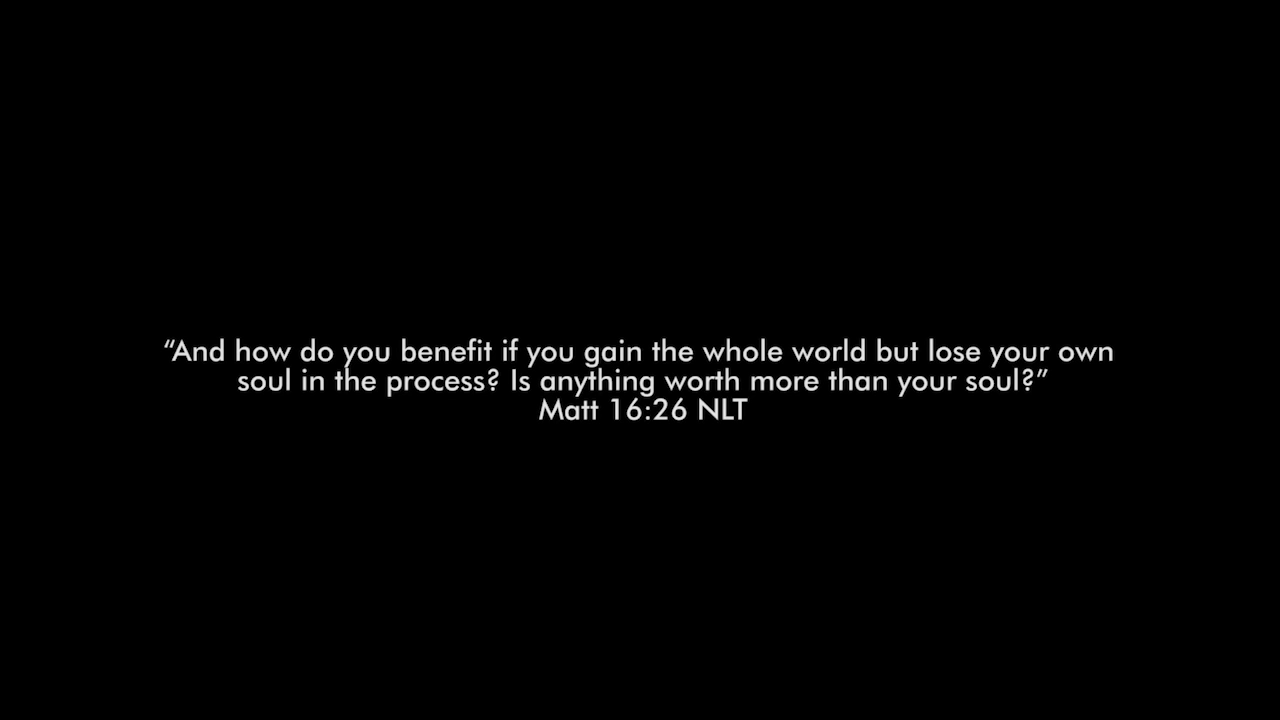 “And how do you benefit if you gain the whole world but lose your own
soul in the process? Is anything worth more than your soul?”
Matt 16:26 NLT